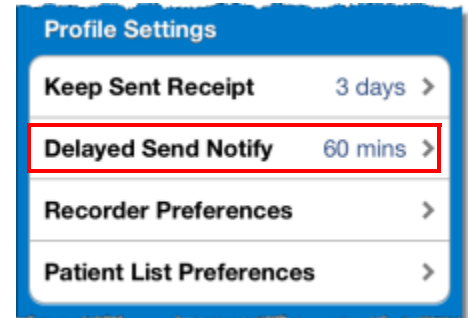 Profile Settings
Keep Sent Receipt 3 days >
Delayed Send Notify 60 mins >
Recorder Preferences >
Patient List Preferences >